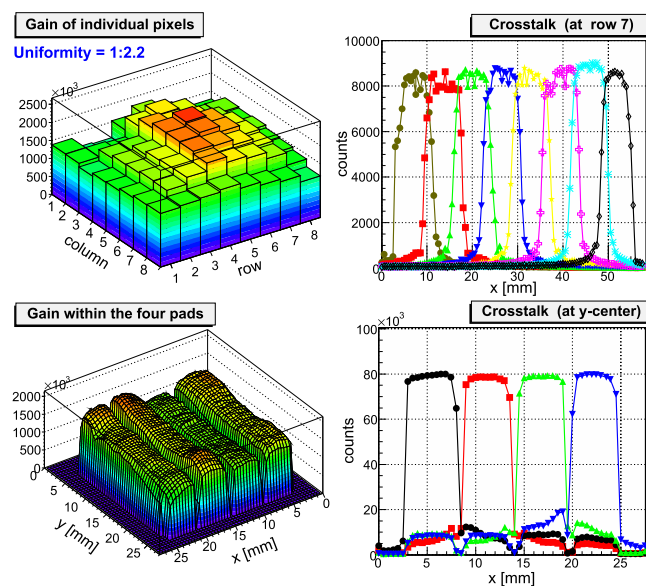 Gain of individual pixels
Uniformity = 1:2.2
×10³
2500
2000
1500
1000
500
0
1 2 3 4 5 6 7 8
column
1 2 3 4 5 6 7 8
row
Crosstalk (at row 7)
10000
8000
6000
4000
2000
0
counts
0 10 20 30 40 50
x [mm]
Gain within the four pads
×10³
2000
1500
1000
500
0
5 10 15 20 25
y [mm]
25 20 15 10 5 0
x [mm]
Crosstalk (at y-center)
×10³
100
80
60
40
20
0
counts
0 5 10 15 20 25
x [mm]